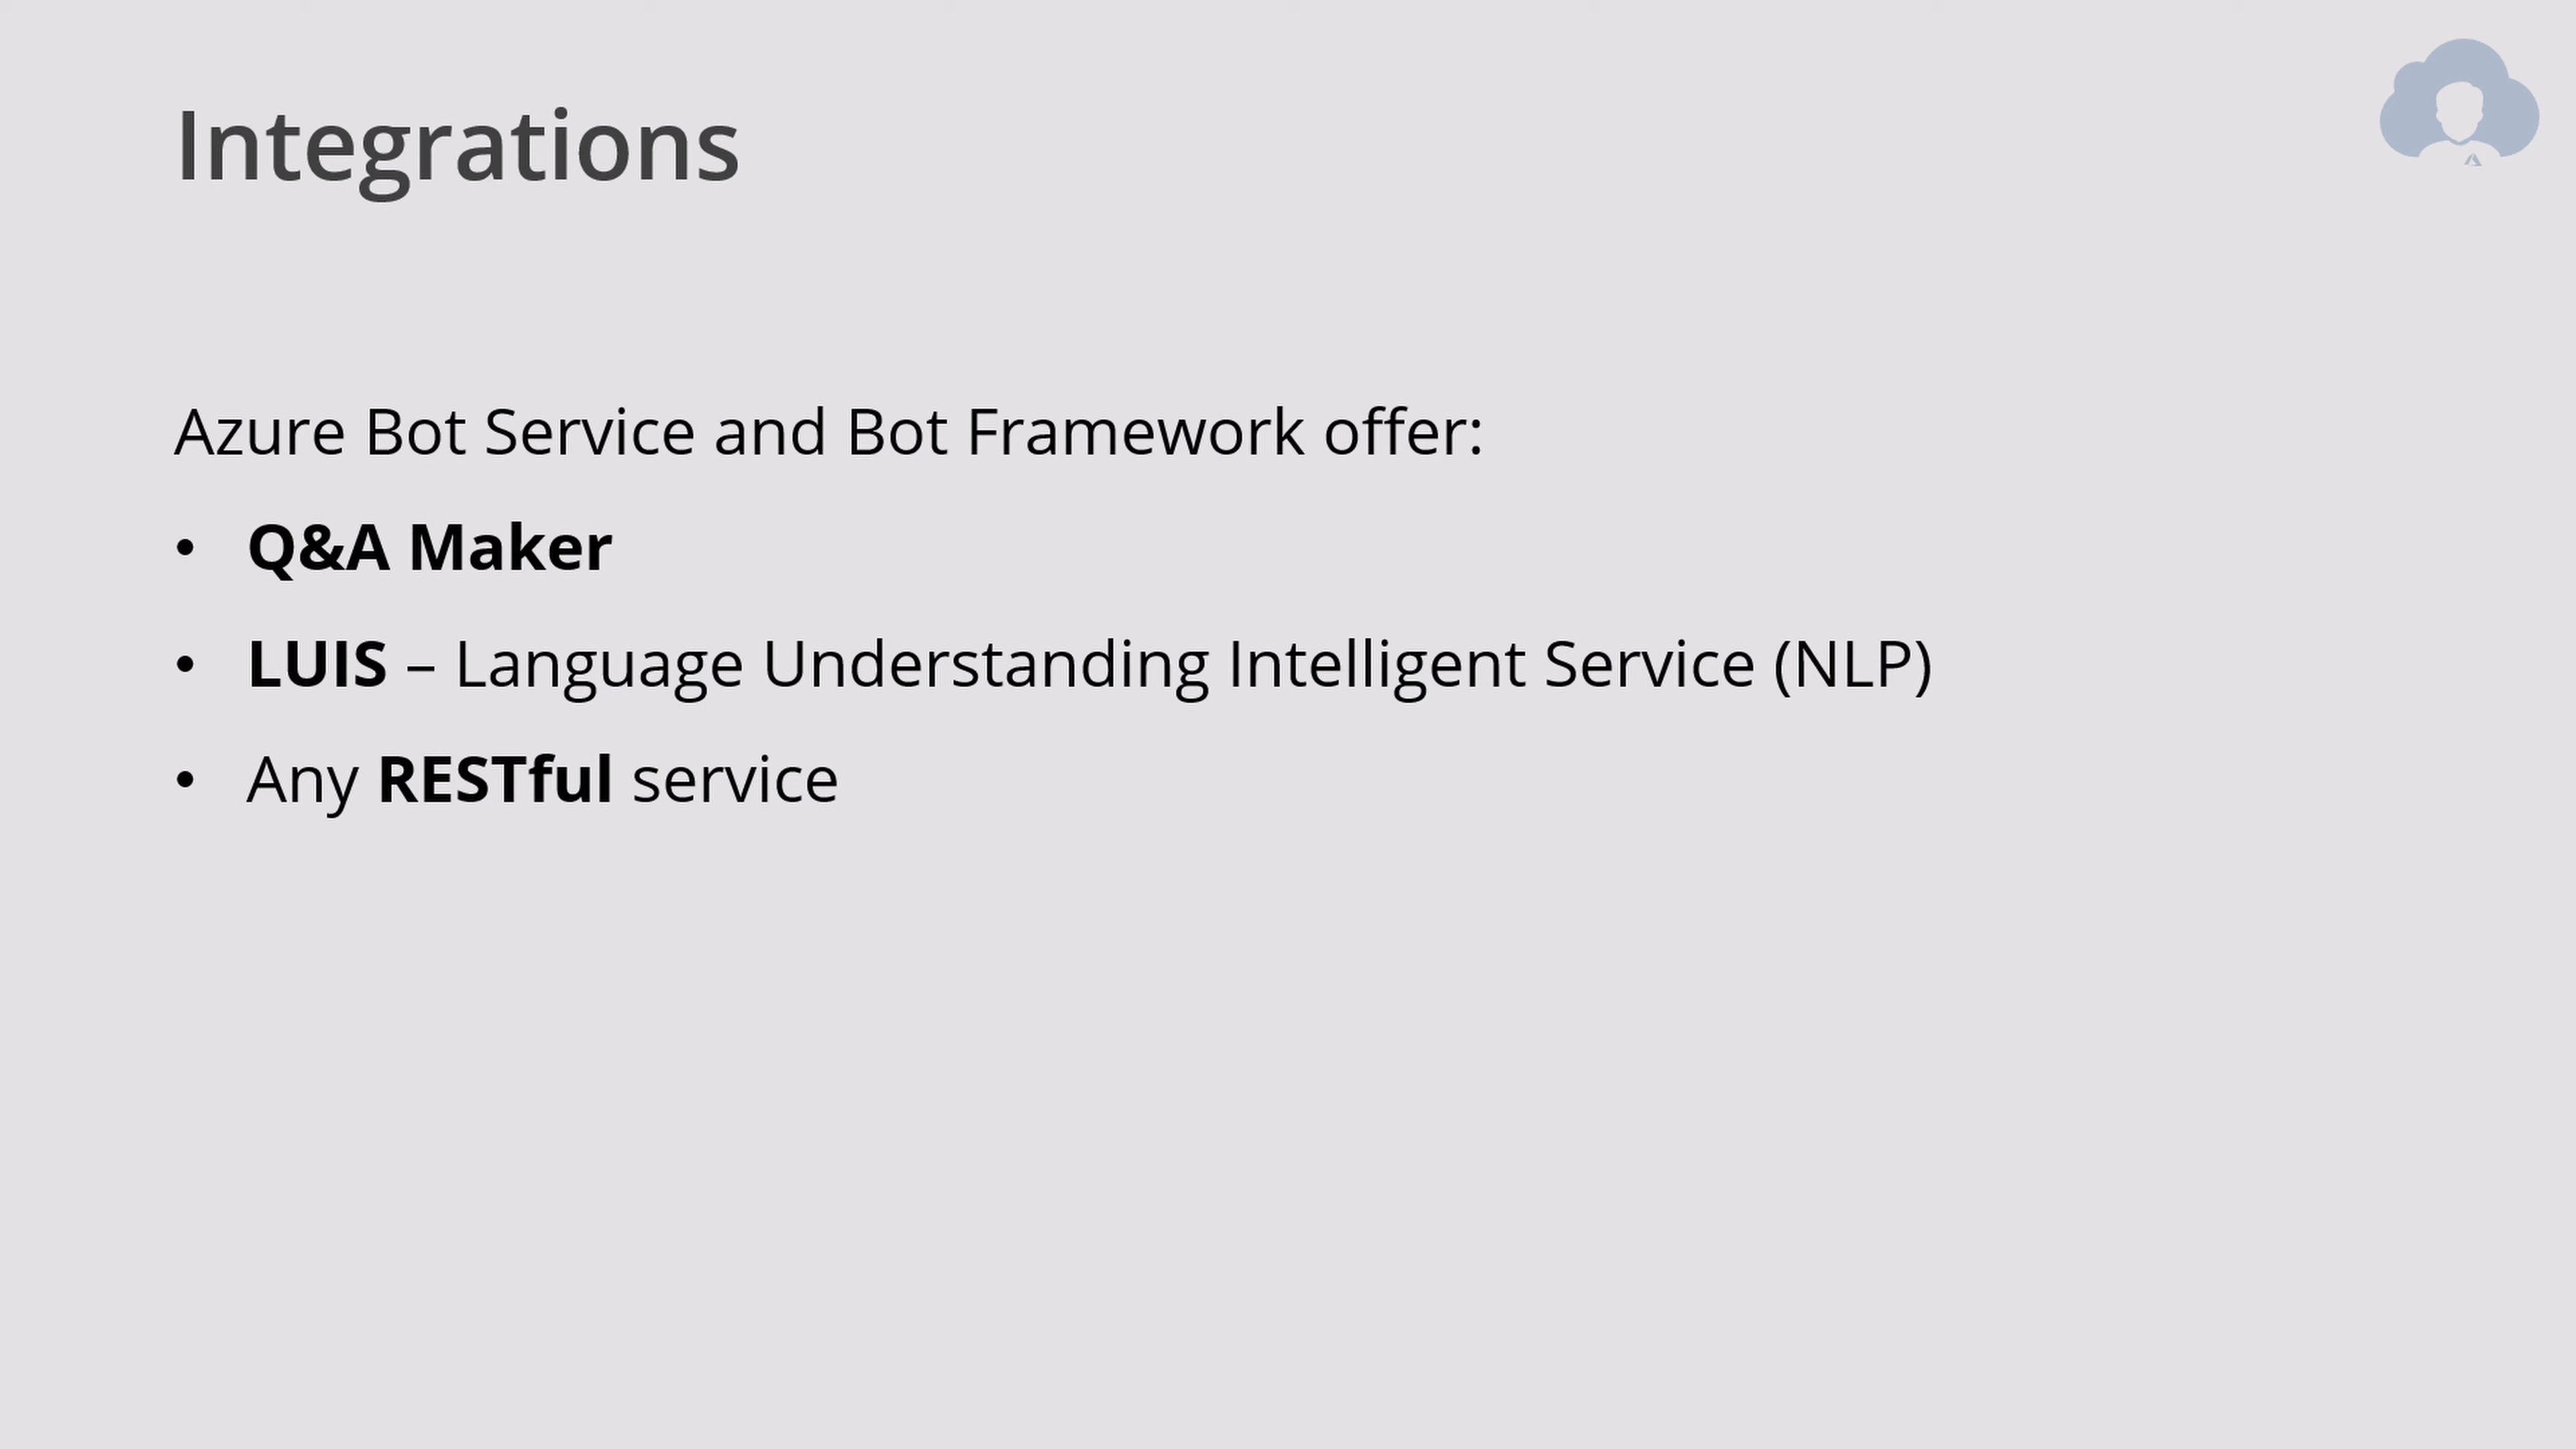 Integrations
Azure Bot Service and Bot Framework offer:
• Q&A Maker
• LUIS – Language Understanding Intelligent Service (NLP)
• Any RESTful service